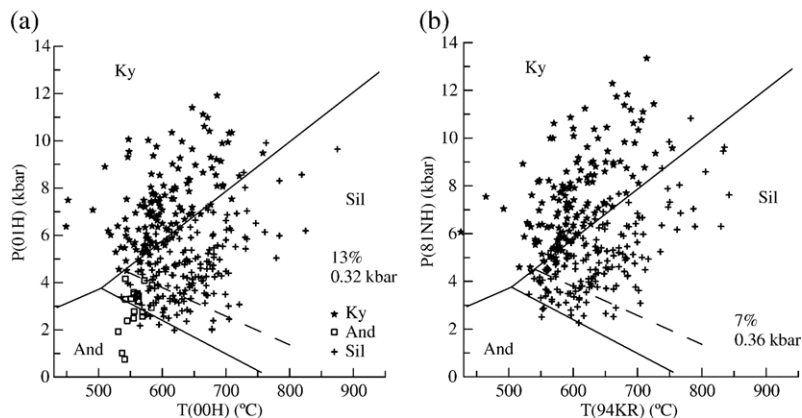 (a)
14
12
10
8
6
4
2
0
P(01H) (kbar)
Ky
Sil
And
13%
0.32 kbar
Ky
And
Sil
500 600 700 800 900
T(00H) (ºC)
(b)
14
12
10
8
6
4
2
0
P(81NH) (kbar)
Ky
Sil
And
7%
0.36 kbar
500 600 700 800 900
T(94KR) (ºC)